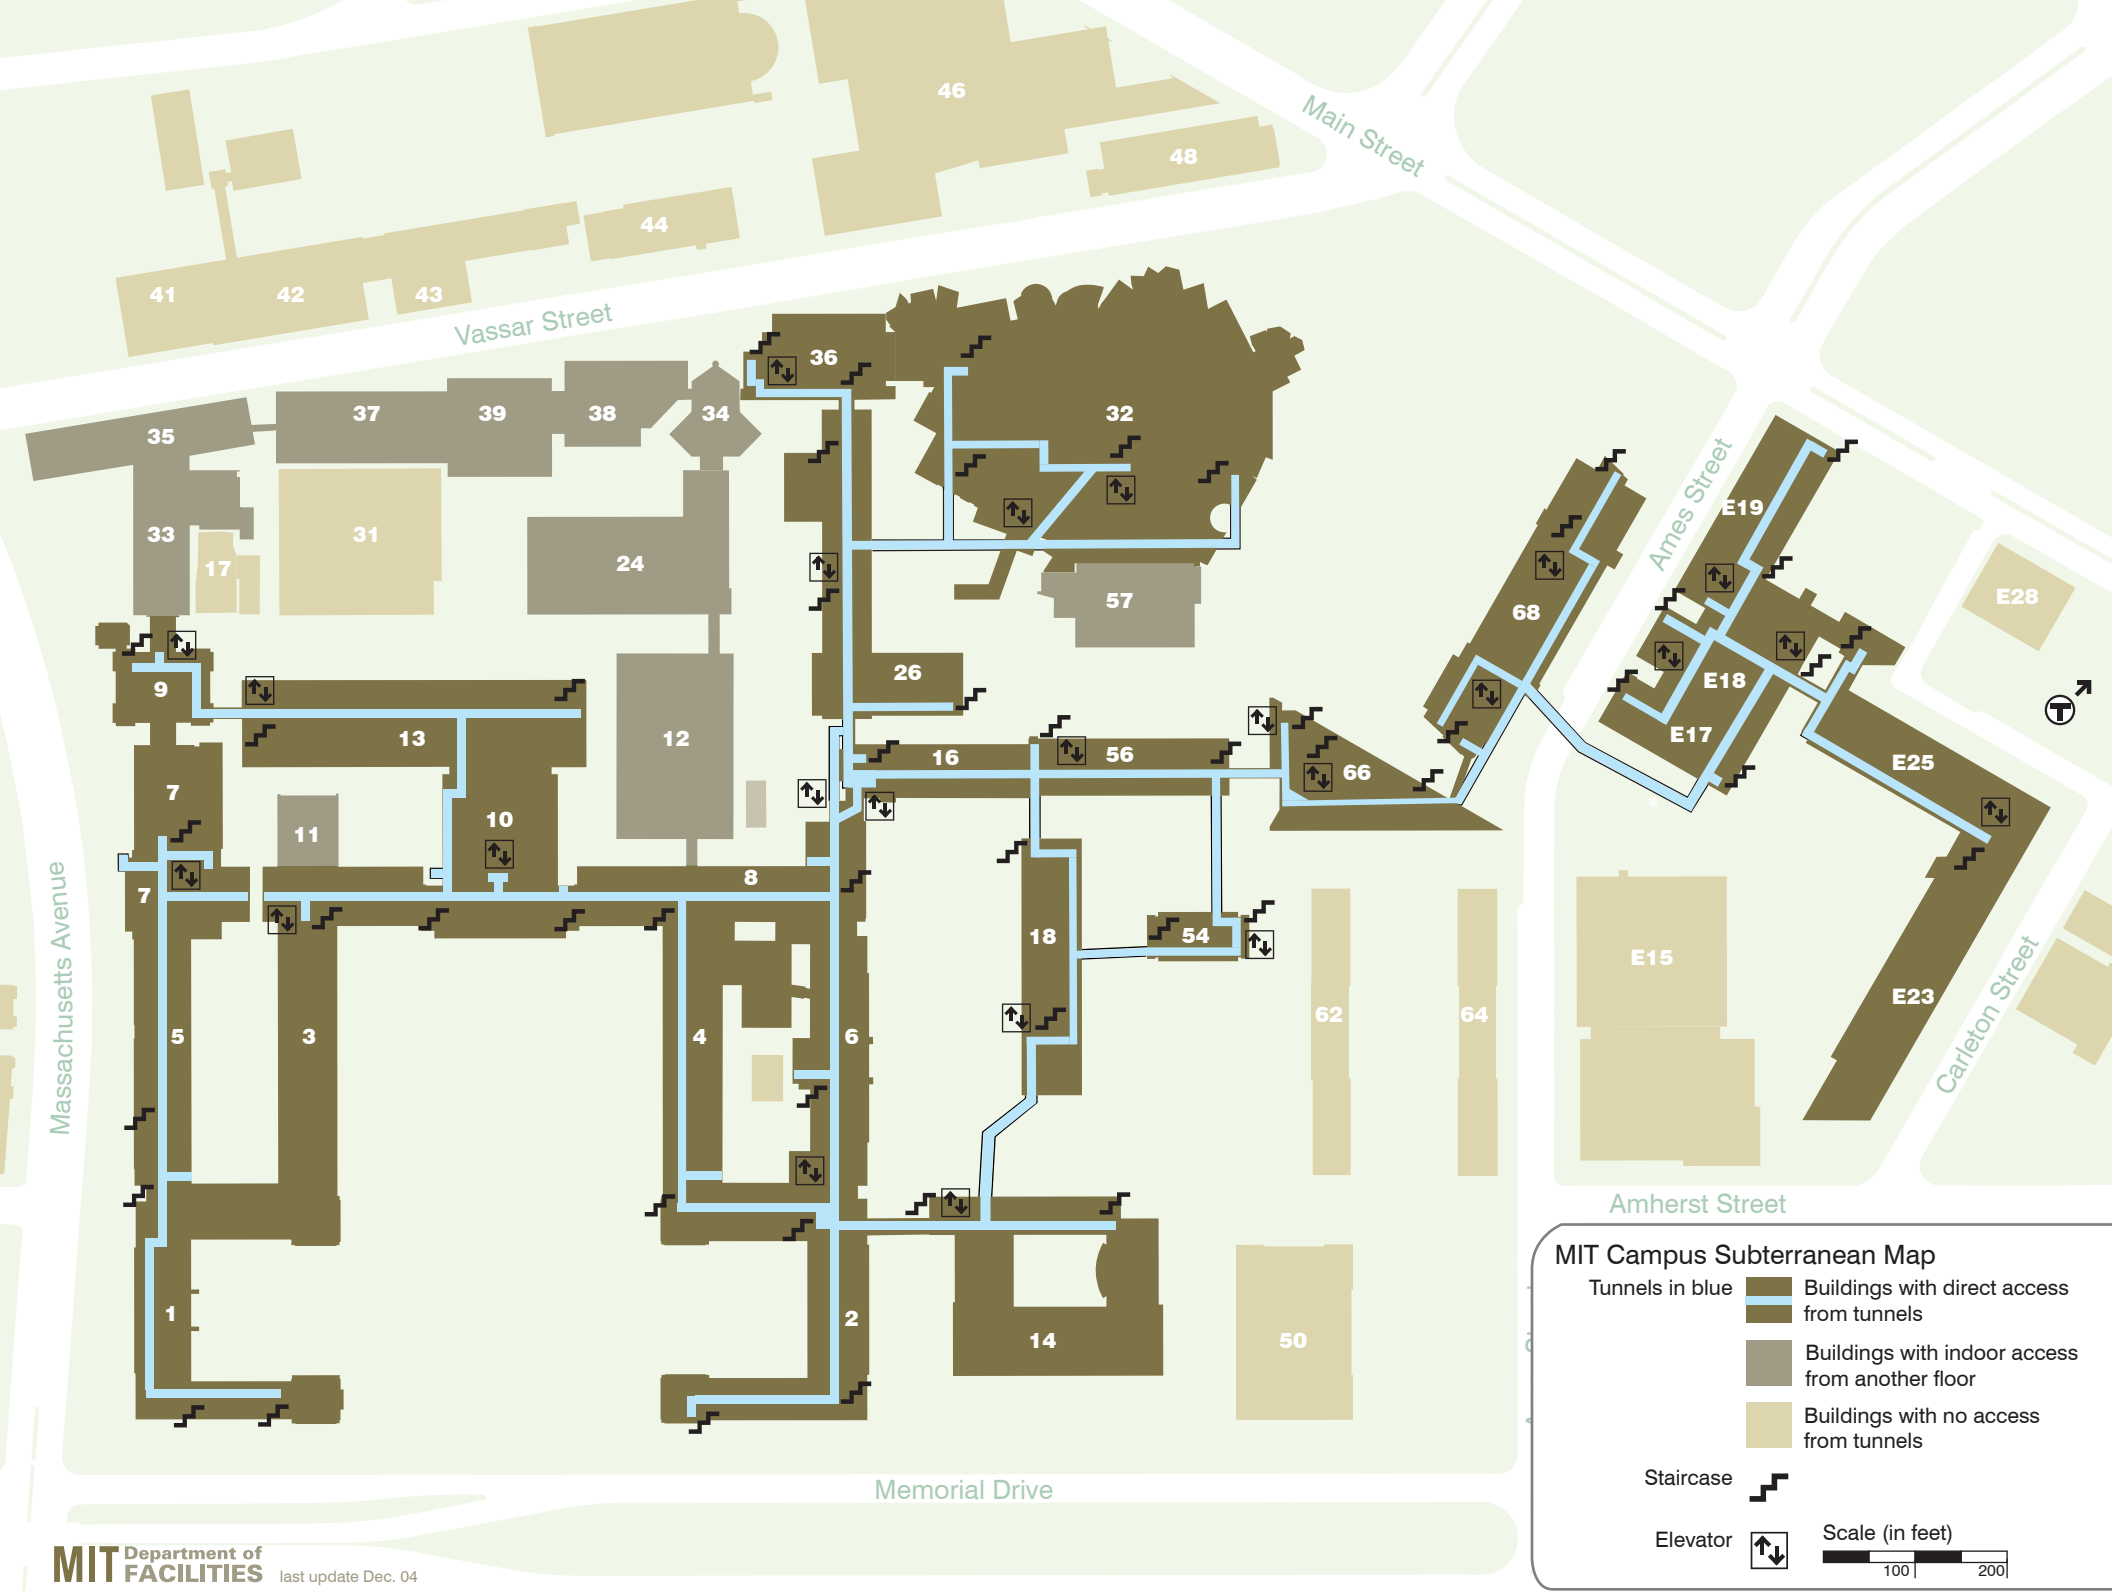 46
Main Street
48
44
41
42
43
Vassar Street
36
32
37
39
38
34
35
33
31
17
24
57
26
9
13
12
7
11
10
16
56
66
68
Ames Street
E19
E18
E17
E28
E25
7
8
18
54
5
3
4
6
62
64
E15
E23
Massachusetts Avenue
Carleton Street
1
2
14
50
Amherst Street
Memorial Drive
MIT Campus Subterranean Map
Tunnels in blue
Buildings with direct access
from tunnels
Buildings with indoor access
from another floor
Buildings with no access
from tunnels
Staircase
Elevator
Scale (in feet)
100
200
MIT Department of
FACILITIES
last update Dec. 04
T